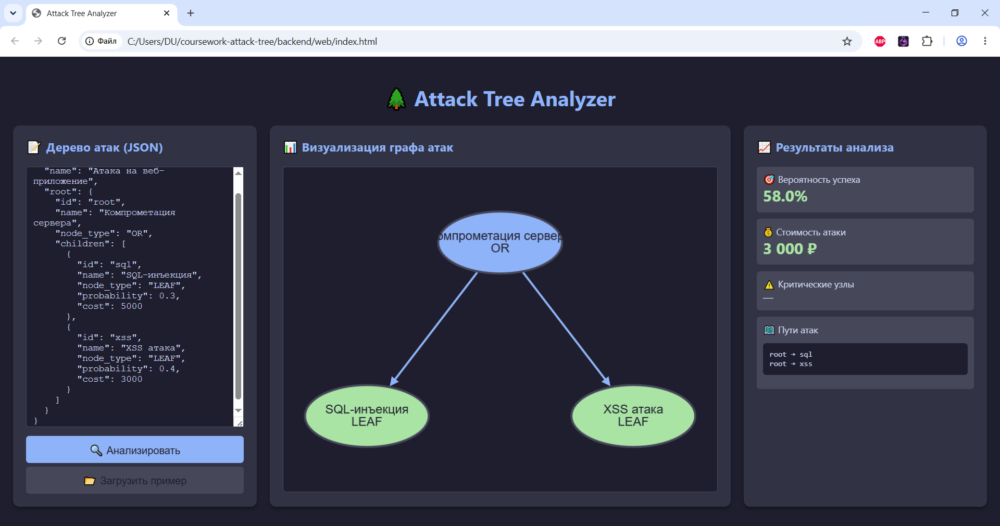 Attack Tree Analyzer
Файл
C:/Users/DU/coursework-attack-tree/backend/web/index.html
ABP
Attack Tree Analyzer
Дерево атак (JSON)
"name": "Атака на веб-
приложение",
"root": {
"id": "root",
"name": "Компрометация
сервера",
"node_type": "OR",
"children": [
{
"id": "sql",
"name": "SQL-инъекция",
"node_type": "LEAF",
"probability": 0.3,
"cost": 5000
},
{
"id": "xss",
"name": "XSS атака",
"node_type": "LEAF",
"probability": 0.4,
"cost": 3000
}
]
}
}
Анализировать
Загрузить пример
Визуализация графа атак
омпрометация сервер
OR
SQL-инъекция
LEAF
XSS атака
LEAF
Результаты анализа
Вероятность успеха
58.0%
Стоимость атаки
3 000 ₽
Критические узлы
—
Пути атак
root → sql
root → xss